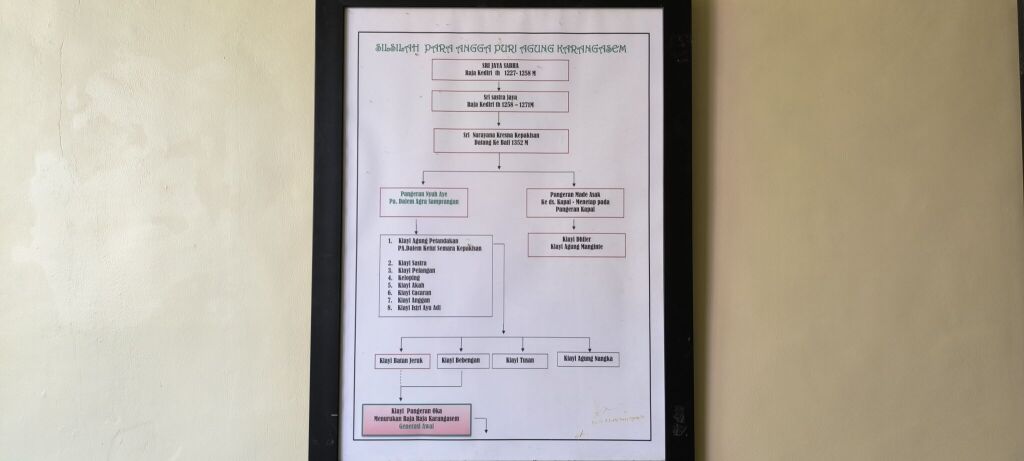 SILSILAH PARA ANGGA PURI AGUNG KARANGASEM
SRI JAYA SABHA
Raja Kediri th 1227- 1258 M
Sri sastra Jaya
Raja Kediri th 1258 – 1271M
Sri Narayana Kresna Kepakisan
Datang Ke Bali 1352 M
Pangeran Nyuh Aye
Pa. Dalem Agra Samprangan
Pangeran Made Asak
Ke ds. Kapal - Menetap pada
Pangeran Kapal
1. Kiayi Agung Pelandakan
PA.Dalem Ketut Semara Kepakisan
2. Kiayi Sastra
3. Kiayi Pelangan
4. Keloping
5. Kiayi Akah
6. Kiayi Cacaran
7. Kiayi Anggan
8. Kiayi Istri Ayu Adi
Kiayi Dhiler
Kiayi Agung Manginte
Kiayi Batan Jeruk
Kiayi Bebengan
Kiayi Tusan
Kiayi Agung Nangka
Kiayi Pangeran Oka
Menurukan Raja Raja Karangasem
Generasi Awal